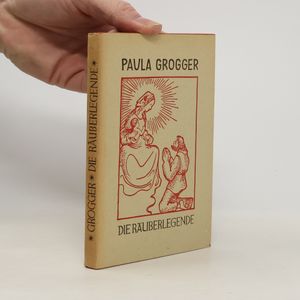 PAULA GROGGER
DIE RÄUBERLEGENDE
GROGGER * DIE RÄUBERLEGENDE *